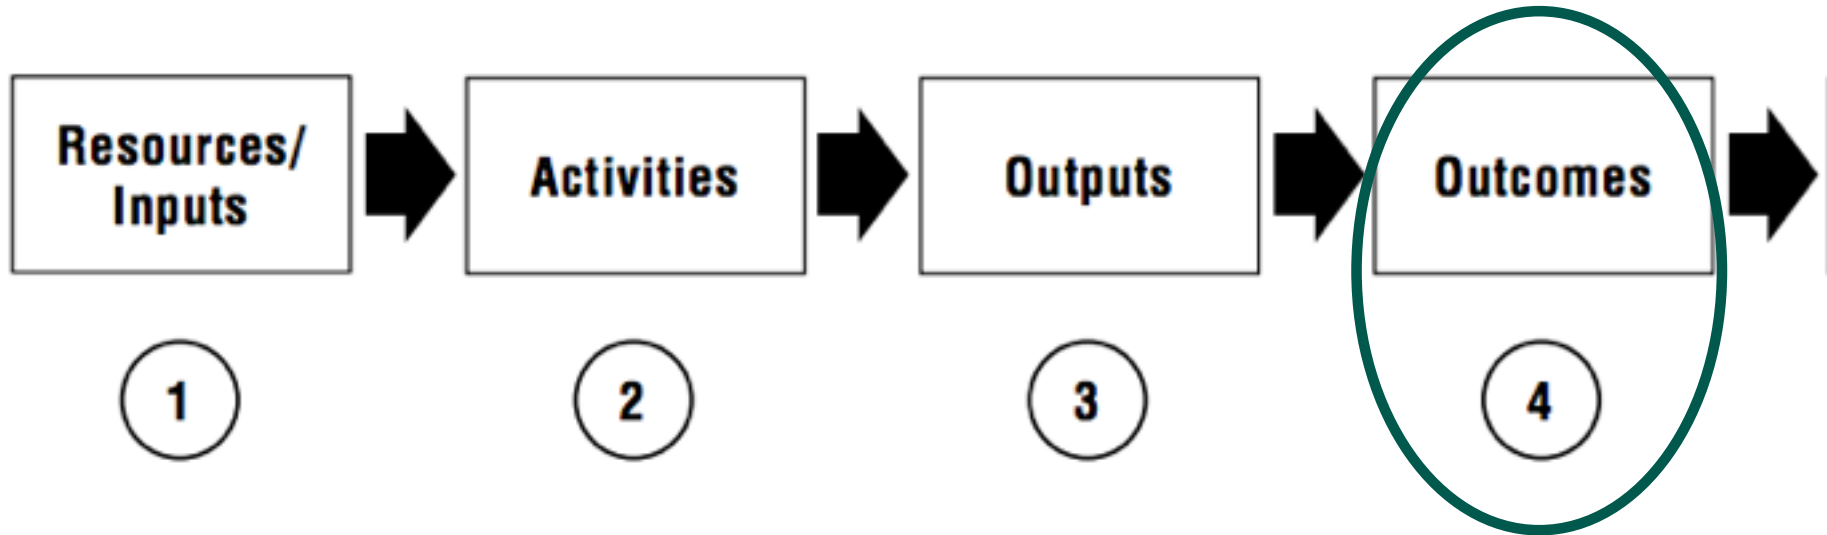 Resources/
Inputs
Activities
Outputs
Outcomes
1
2
3
4